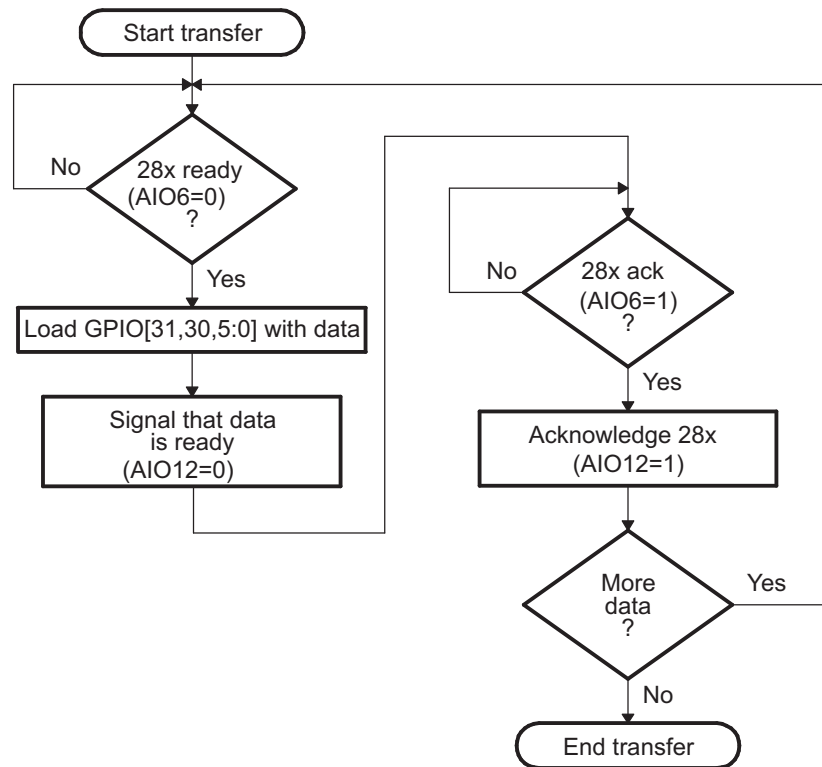 Start transfer
No
28x ready
(AIO6=0)
?
Yes
Load GPIO[31,30,5:0] with data
Signal that data
is ready
(AIO12=0)
No
28x ack
(AIO6=1)
?
Yes
Acknowledge 28x
(AIO12=1)
More
data
?
Yes
No
End transfer